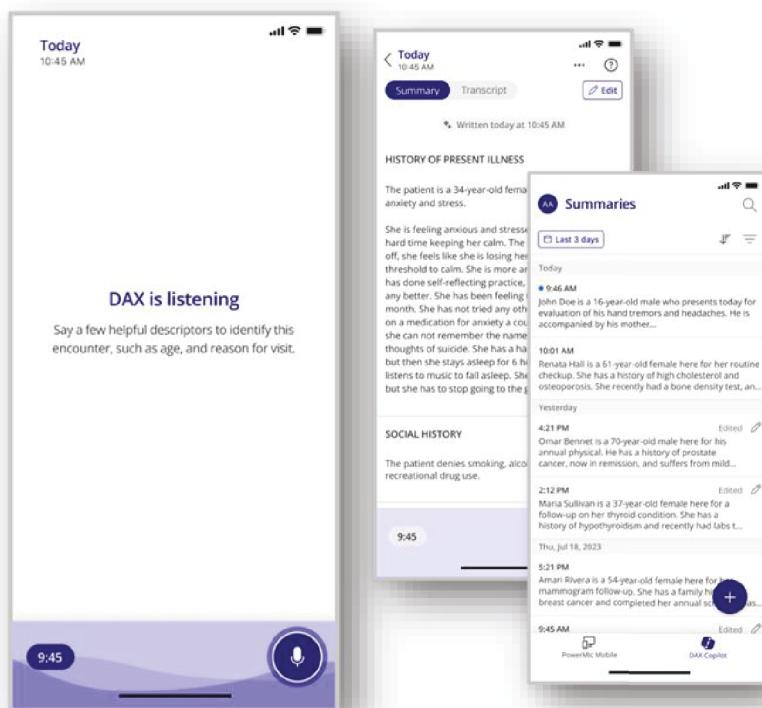 Today
10:45 AM
DAX is listening
Say a few helpful descriptors to identify this
encounter, such as age, and reason for visit.
9:45
Today
10:45 AM
Summary Transcript Edit
Written today at 10:45 AM
HISTORY OF PRESENT ILLNESS
The patient is a 34-year-old
anxiety and stress.
She is feeling anxious and
hard time keeping her calm. The
off, she feels like she is losing
threshold to calm. She is more
has done self-reflecting practice,
any better. She has been feeling
month. She has not tried any
on a medication for anxiety a
she can not remember the name
thoughts of suicide. She has a
but then she stays asleep for 6
listens to music to fall asleep.
but she has to stop going to the
SOCIAL HISTORY
The patient denies smoking,
recreational drug use.
9:45
AA Summaries
Last 3 days
Today
9:46 AM
John Doe is a 16-year-old male who presents today for
evaluation of his hand tremors and headaches. He is
accompanied by his mother...
10:01 AM
Renata Hall is a 61-year-old female here for her routine
checkup. She has a history of high cholesterol and
osteoporosis. She recently had a bone density test, an...
Yesterday
4:21 PM Edited
Omar Bennet is a 70-year-old male here for his
annual physical. He has a history of prostate
cancer, now in remission, and suffers from mild...
2:12 PM Edited
Maria Sullivan is a 37-year-old female here for a
follow-up on her thyroid condition. She has a
history of hypothyroidism and recently had labs t...
Thu, Jul 18, 2023
5:21 PM
Amari Rivera is a 54-year-old female here for her
mammogram follow-up. She has a family
breast cancer and completed her annual
9:45 AM Edited
PowerMic Mobile DAX Copilot